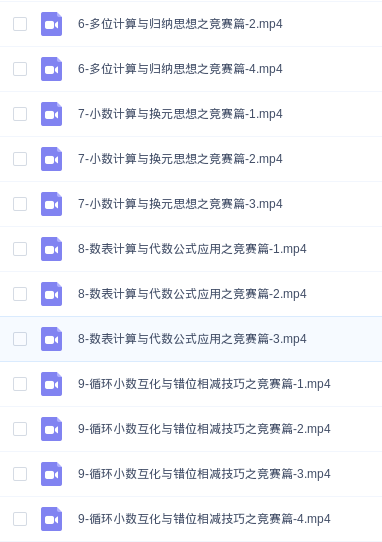 6-多位计算与归纳思想之竞赛篇-2.mp4
6-多位计算与归纳思想之竞赛篇-4.mp4
7-小数计算与换元思想之竞赛篇-1.mp4
7-小数计算与换元思想之竞赛篇-2.mp4
7-小数计算与换元思想之竞赛篇-3.mp4
8-数表计算与代数公式应用之竞赛篇-1.mp4
8-数表计算与代数公式应用之竞赛篇-2.mp4
8-数表计算与代数公式应用之竞赛篇-3.mp4
9-循环小数互化与错位相减技巧之竞赛篇-1.mp4
9-循环小数互化与错位相减技巧之竞赛篇-2.mp4
9-循环小数互化与错位相减技巧之竞赛篇-3.mp4
9-循环小数互化与错位相减技巧之竞赛篇-4.mp4